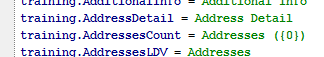 training.AdditionalInfo = Additional Info
training.AddressDetail = Address Detail
training.AddressesCount = Addresses ({0})
training.AddressesLDV = Addresses